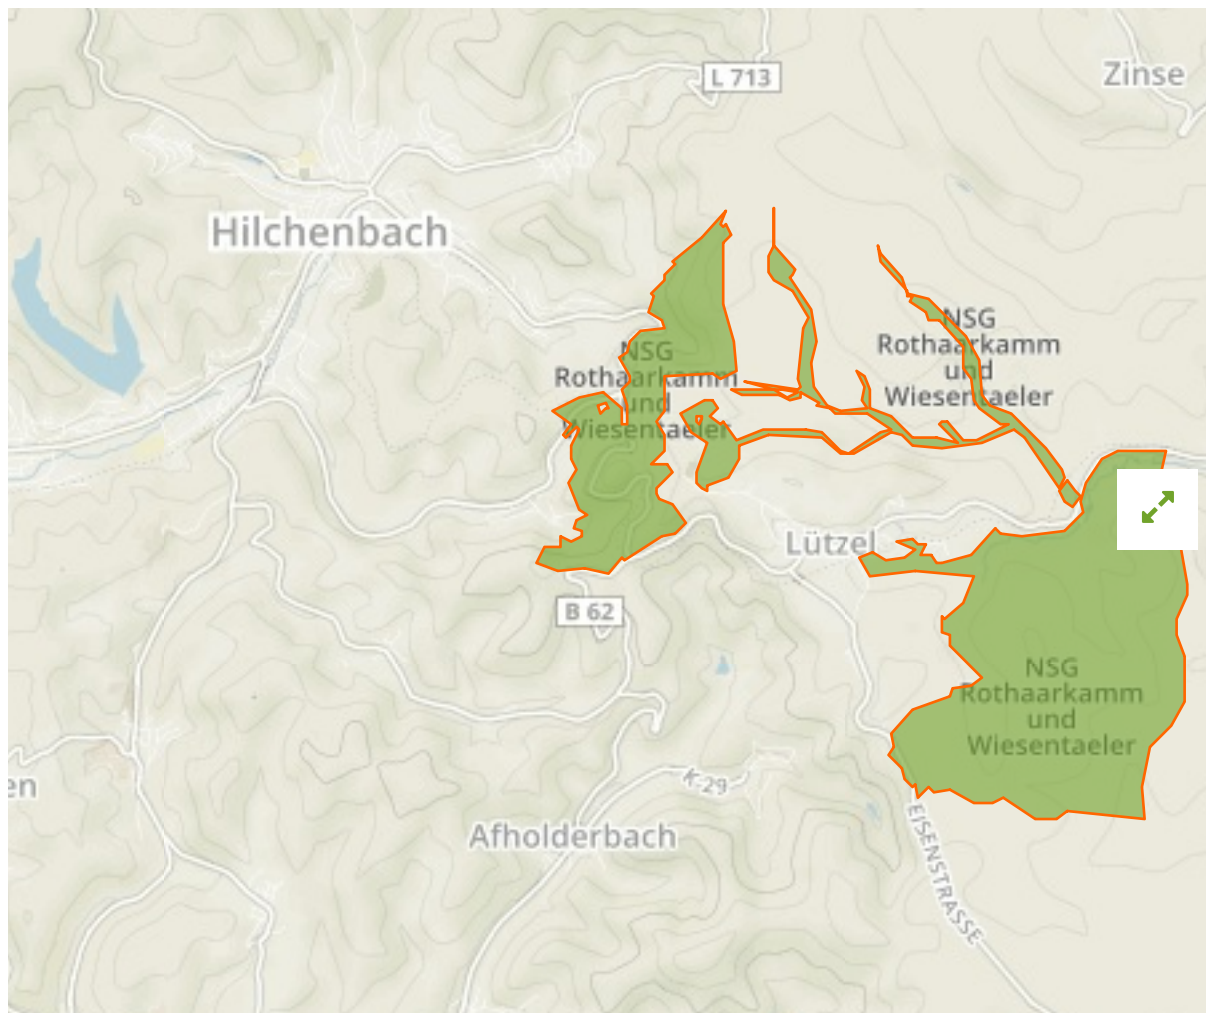 L 713
Zinse
Hilchenbach
NSG
Rothaarkamm
und
Wiesentaeler
NSG
Rothaarkamm
und
Wiesentaeler
Lützel
B 62
NSG
Rothaarkamm
und
Wiesentaeler
en
K-29
EISENSTRASSE
Afholderbach